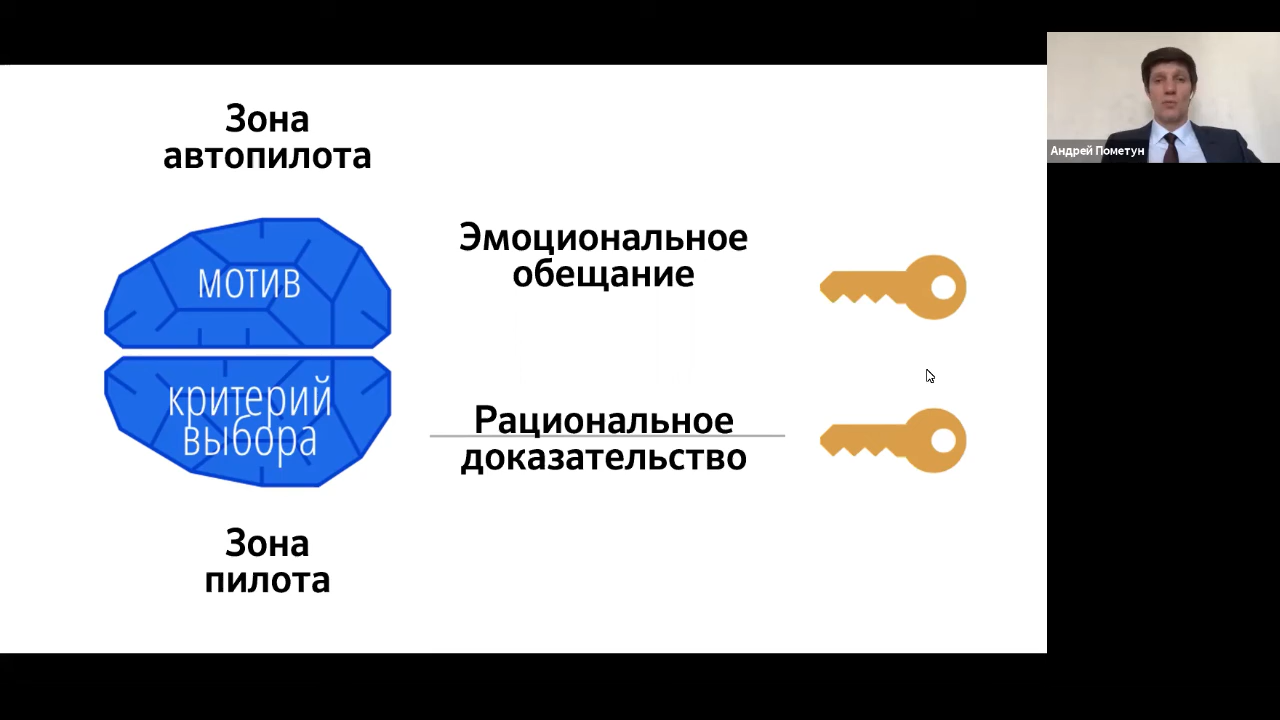 Зона
автопилота
мотив
критерий
выбора
Зона
пилота
Эмоциональное
обещание
Рациональное
доказательство
Андрей Пометун